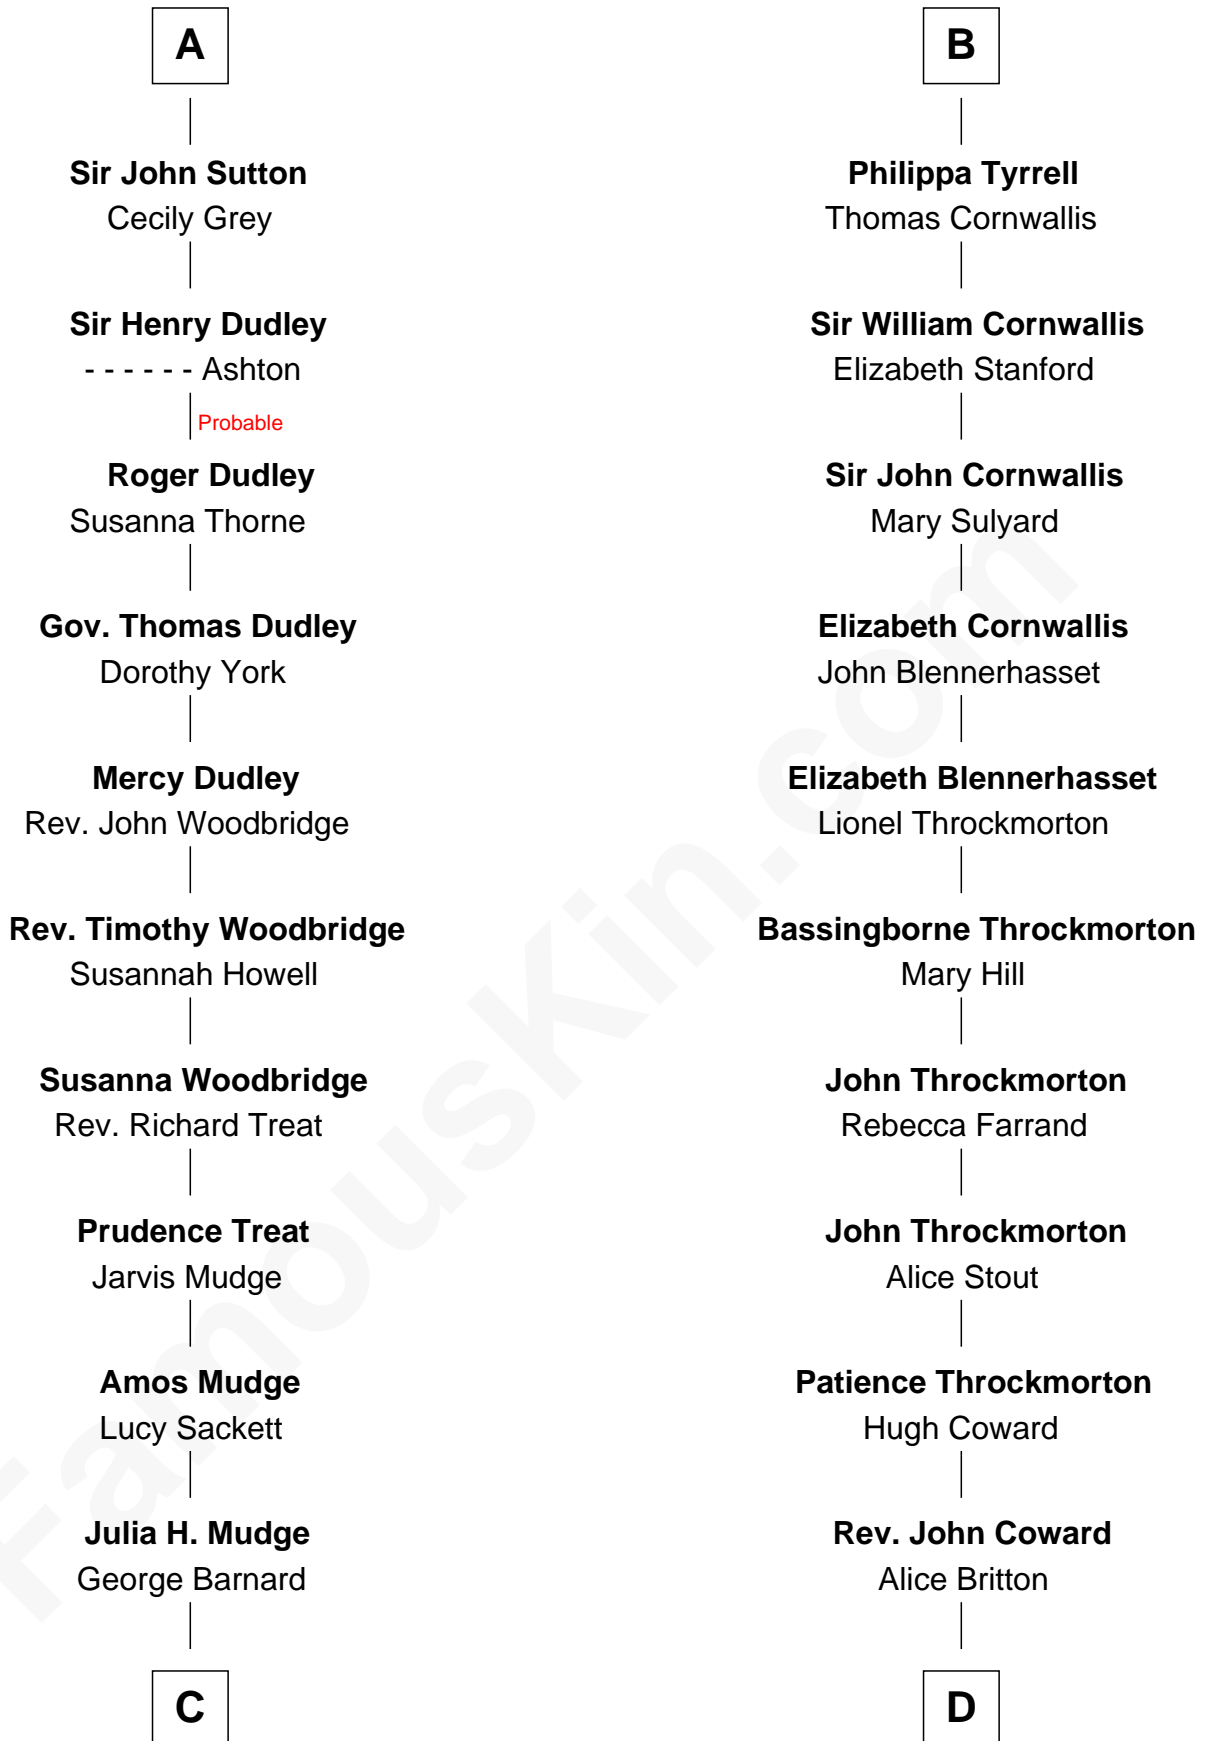 A
Sir John Sutton
Cecily Grey
Sir Henry Dudley
- - - - - - Ashton
Probable
Roger Dudley
Susanna Thorne
Gov. Thomas Dudley
Dorothy York
Mercy Dudley
Rev. John Woodbridge
Rev. Timothy Woodbridge
Susannah Howell
Susanna Woodbridge
Rev. Richard Treat
Prudence Treat
Jarvis Mudge
Amos Mudge
Lucy Sackett
Julia H. Mudge
George Barnard
C
B
Philippa Tyrrell
Thomas Cornwallis
Sir William Cornwallis
Elizabeth Stanford
Sir John Cornwallis
Mary Sulyard
Elizabeth Cornwallis
John Blennerhasset
Elizabeth Blennerhasset
Lionel Throckmorton
Bassingborne Throckmorton
Mary Hill
John Throckmorton
Rebecca Farrand
John Throckmorton
Alice Stout
Patience Throckmorton
Hugh Coward
Rev. John Coward
Alice Britton
D
FamousKin.com